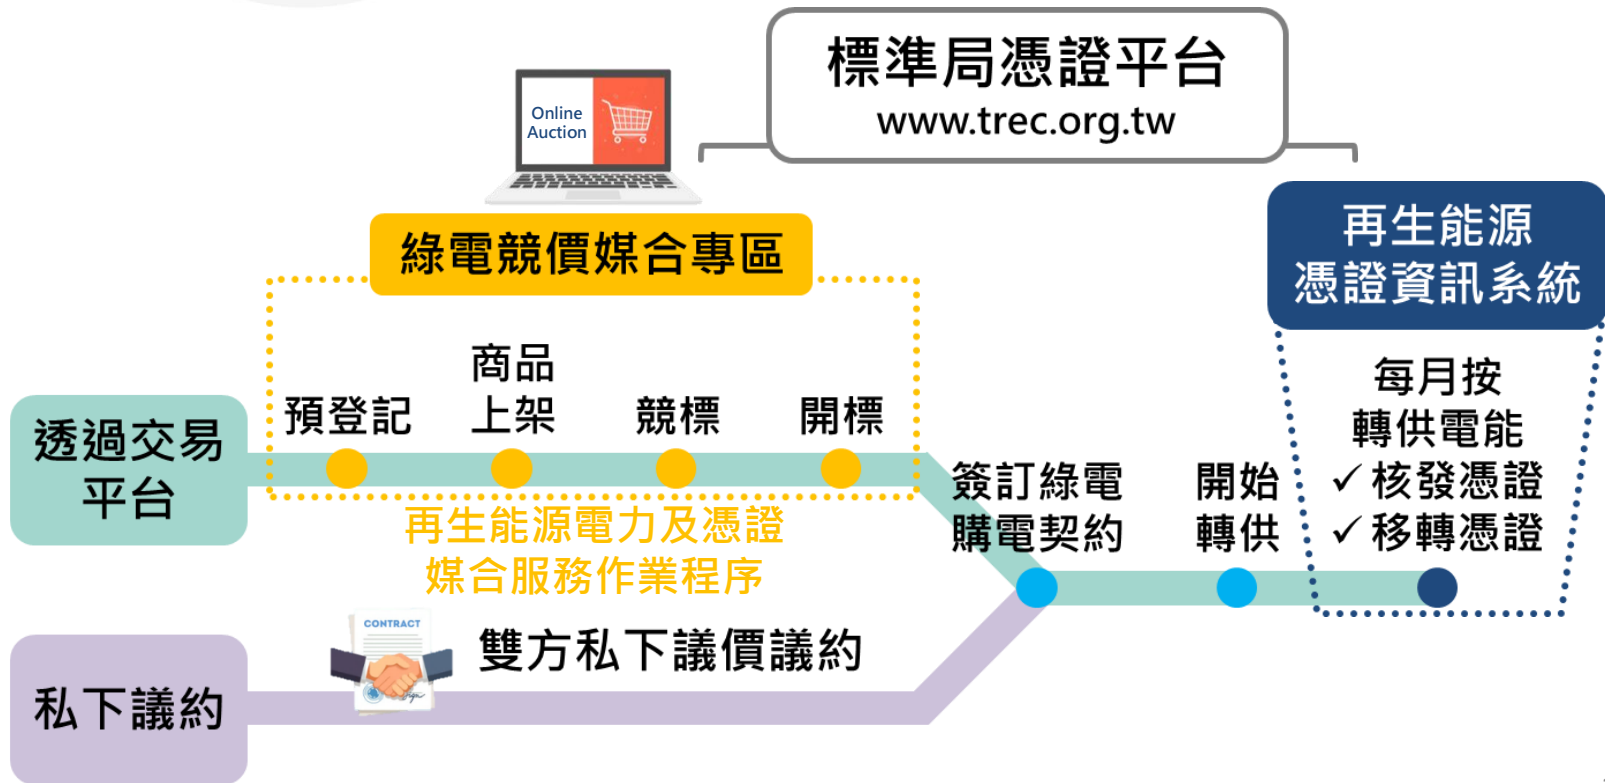 標準局憑證平台
www.trec.org.tw
Online
Auction
綠電競價媒合專區
再生能源
憑證資訊系統
透過交易
平台
預登記
商品
上架
競標
開標
再生能源電力及憑證
媒合服務作業程序
簽訂綠電
購電契約
開始
轉供
每月按
轉供電能
✓ 核發憑證
✓ 移轉憑證
私下議約
CONTRACT
雙方私下議價議約